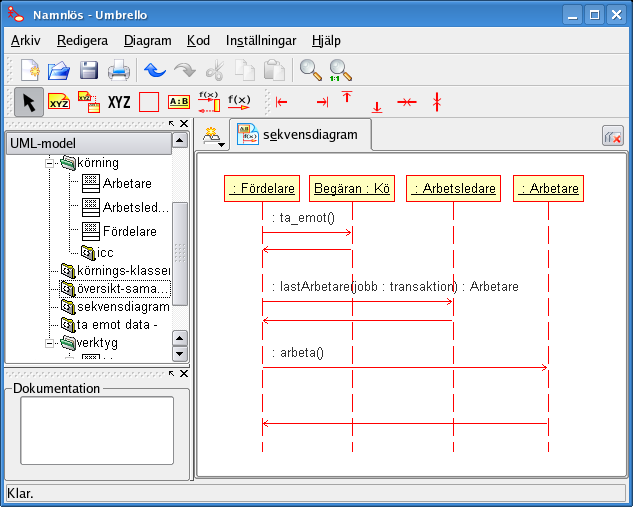 Namnlös - Umbrello
Arkiv Redigera Diagram Kod Inställningar Hjälp
1:1
XYZ XYZ A:B f(x) f(x)
UML-model
körning
Arbetare
Arbetsled...
Fördelare
icc
körnings-klasser
översikt-sama...
sekvensdiagram
ta emot data -
verktyg
Dokumentation
sekvensdiagram
: Fördelare Begäran : Kö : Arbetsledare : Arbetare
: ta_emot()
: lastArbetare(jobb : transaktion) : Arbetare
: arbeta()
Klar.